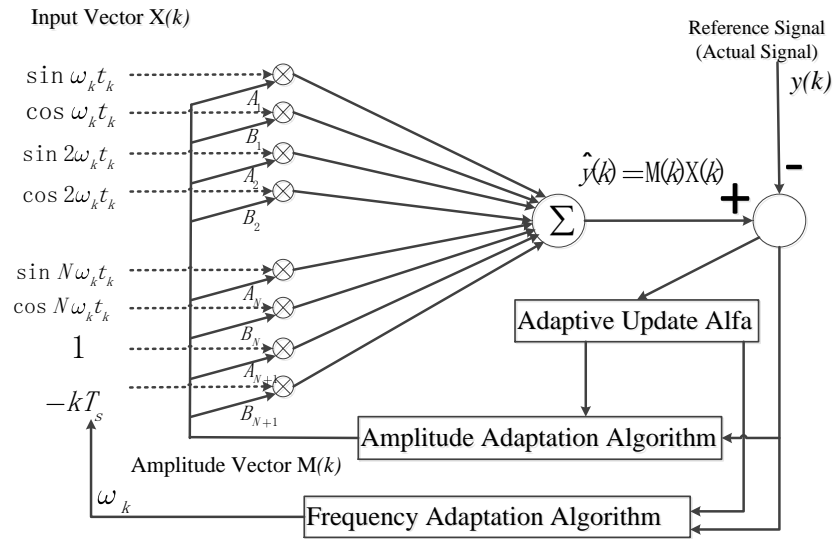 Input Vector X(k)
Reference Signal
(Actual Signal)
y(k)
sin ω_k t_k
A_1
cos ω_k t_k
B_1
sin 2ω_k t_k
A_2
cos 2ω_k t_k
B_2
ŷ(k)=M(k)X(k)
+
-
Σ
sin Nω_k t_k
A_N
cos Nω_k t_k
B_N
1
A_{N+1}
-kT_s
B_{N+1}
Adaptive Update Alfa
Amplitude Adaptation Algorithm
Amplitude Vector M(k)
ω_k
Frequency Adaptation Algorithm